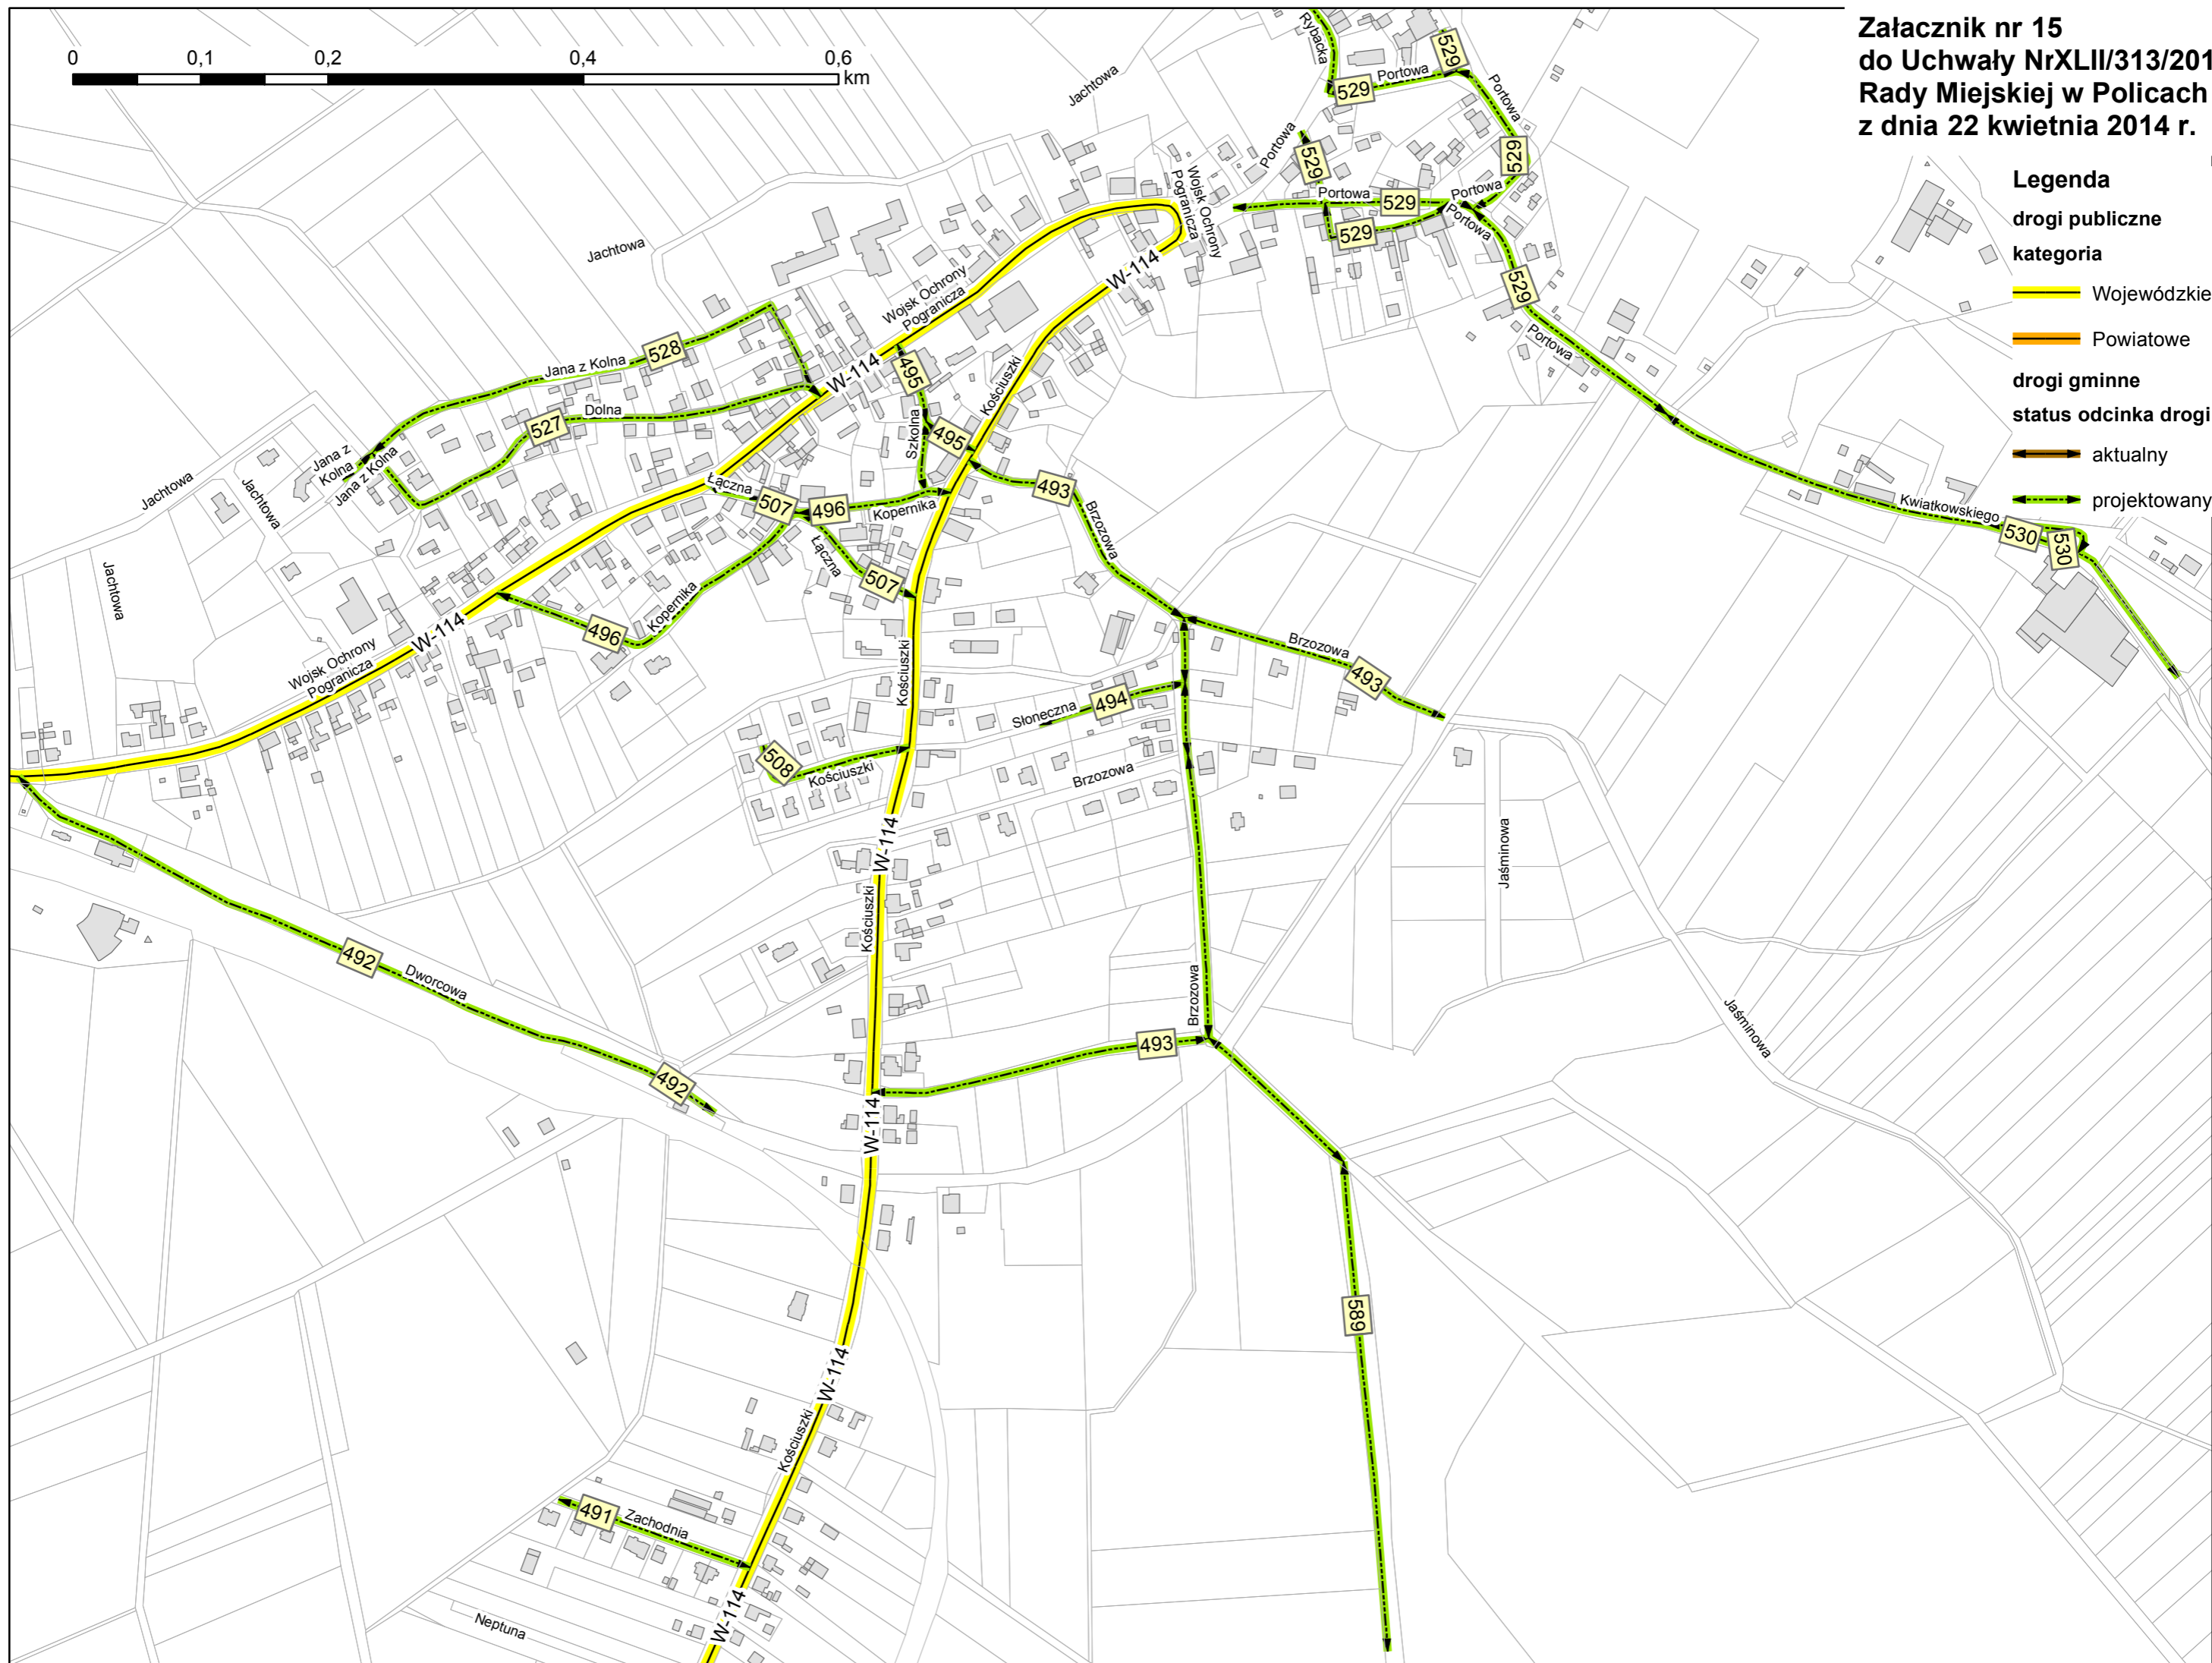 0
0,1
0,2
0,4
0,6
km
Załacznik nr 15
do Uchwały NrXLII/313/201
Rady Miejskiej w Policach
z dnia 22 kwietnia 2014 r.
Legenda
drogi publiczne
kategoria
Wojewódzkie
Powiatowe
drogi gminne
status odcinka drogi
aktualny
projektowany
Rybacka
529
Portowa
529
Portowa
Jachtowa
Portowa
529
529
Portowa
529
Portowa
Portowa
529
529
Portowa
Wojsk Ochrony
Pogranicza
W-114
Jachtowa
Wojsk Ochrony
Pogranicza
528
Jana z Kolna
W-114
495
Kościuszki
Dolna
527
Szkolna
495
Jana z
Kolna
Jana z Kolna
Jachtowa
Jachtowa
Łączna
507
496
Kopernika
493
Brzozowa
Kwiatkowskiego
530
530
Jachtowa
Łączna
507
Kopernika
496
W-114
Wojsk Ochrony
Pogranicza
Kościuszki
Brzozowa
493
Słoneczna
494
508
Kościuszki
Brzozowa
W-114
Jaśminowa
Kościuszki
492
Dworcowa
Brzozowa
Jaśminowa
493
492
W-114
589
W-114
Kościuszki
491
Zachodnia
W-114
Neptuna